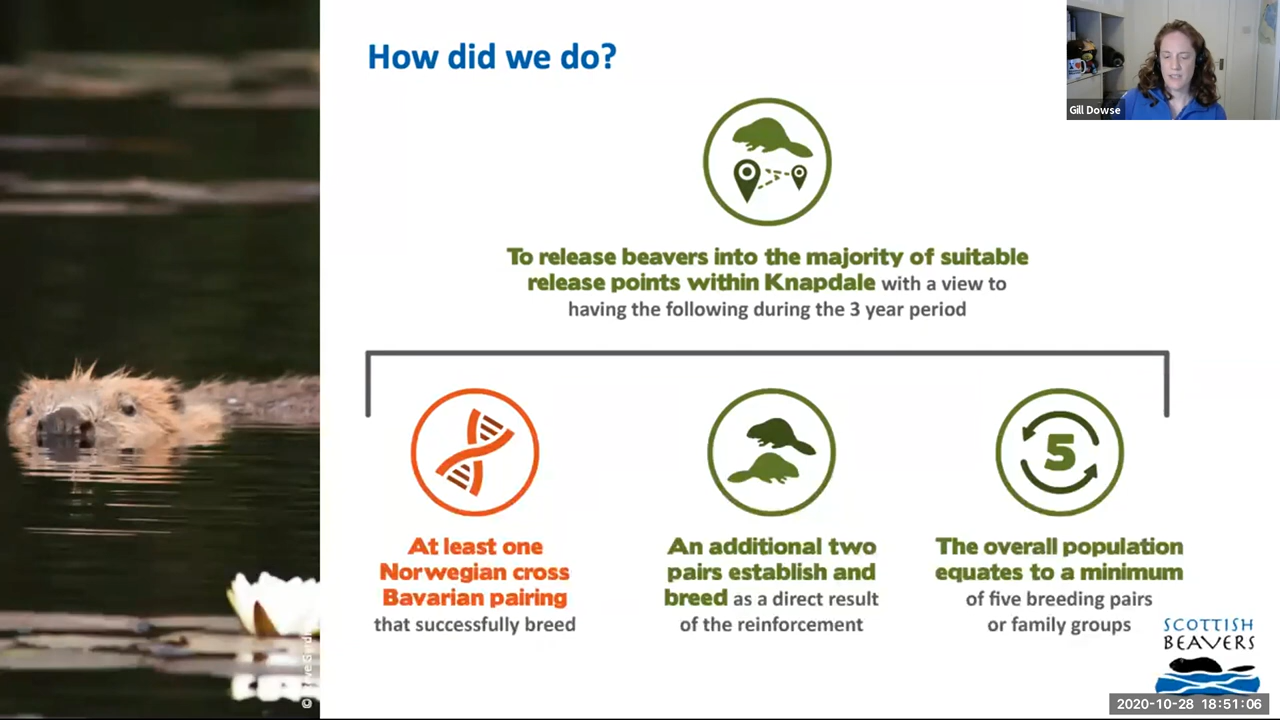 How did we do?
Gill Dowse
To release beavers into the majority of suitable
release points within Knapdale with a view to
having the following during the 3 year period
5
At least one
Norwegian cross
Bavarian pairing
that successfully breed
An additional two
pairs establish and
breed as a direct result
of the reinforcement
The overall population
equates to a minimum
of five breeding pairs
or family groups
SCOTTISH
BEAVERS
2020-10-28 18:51:06